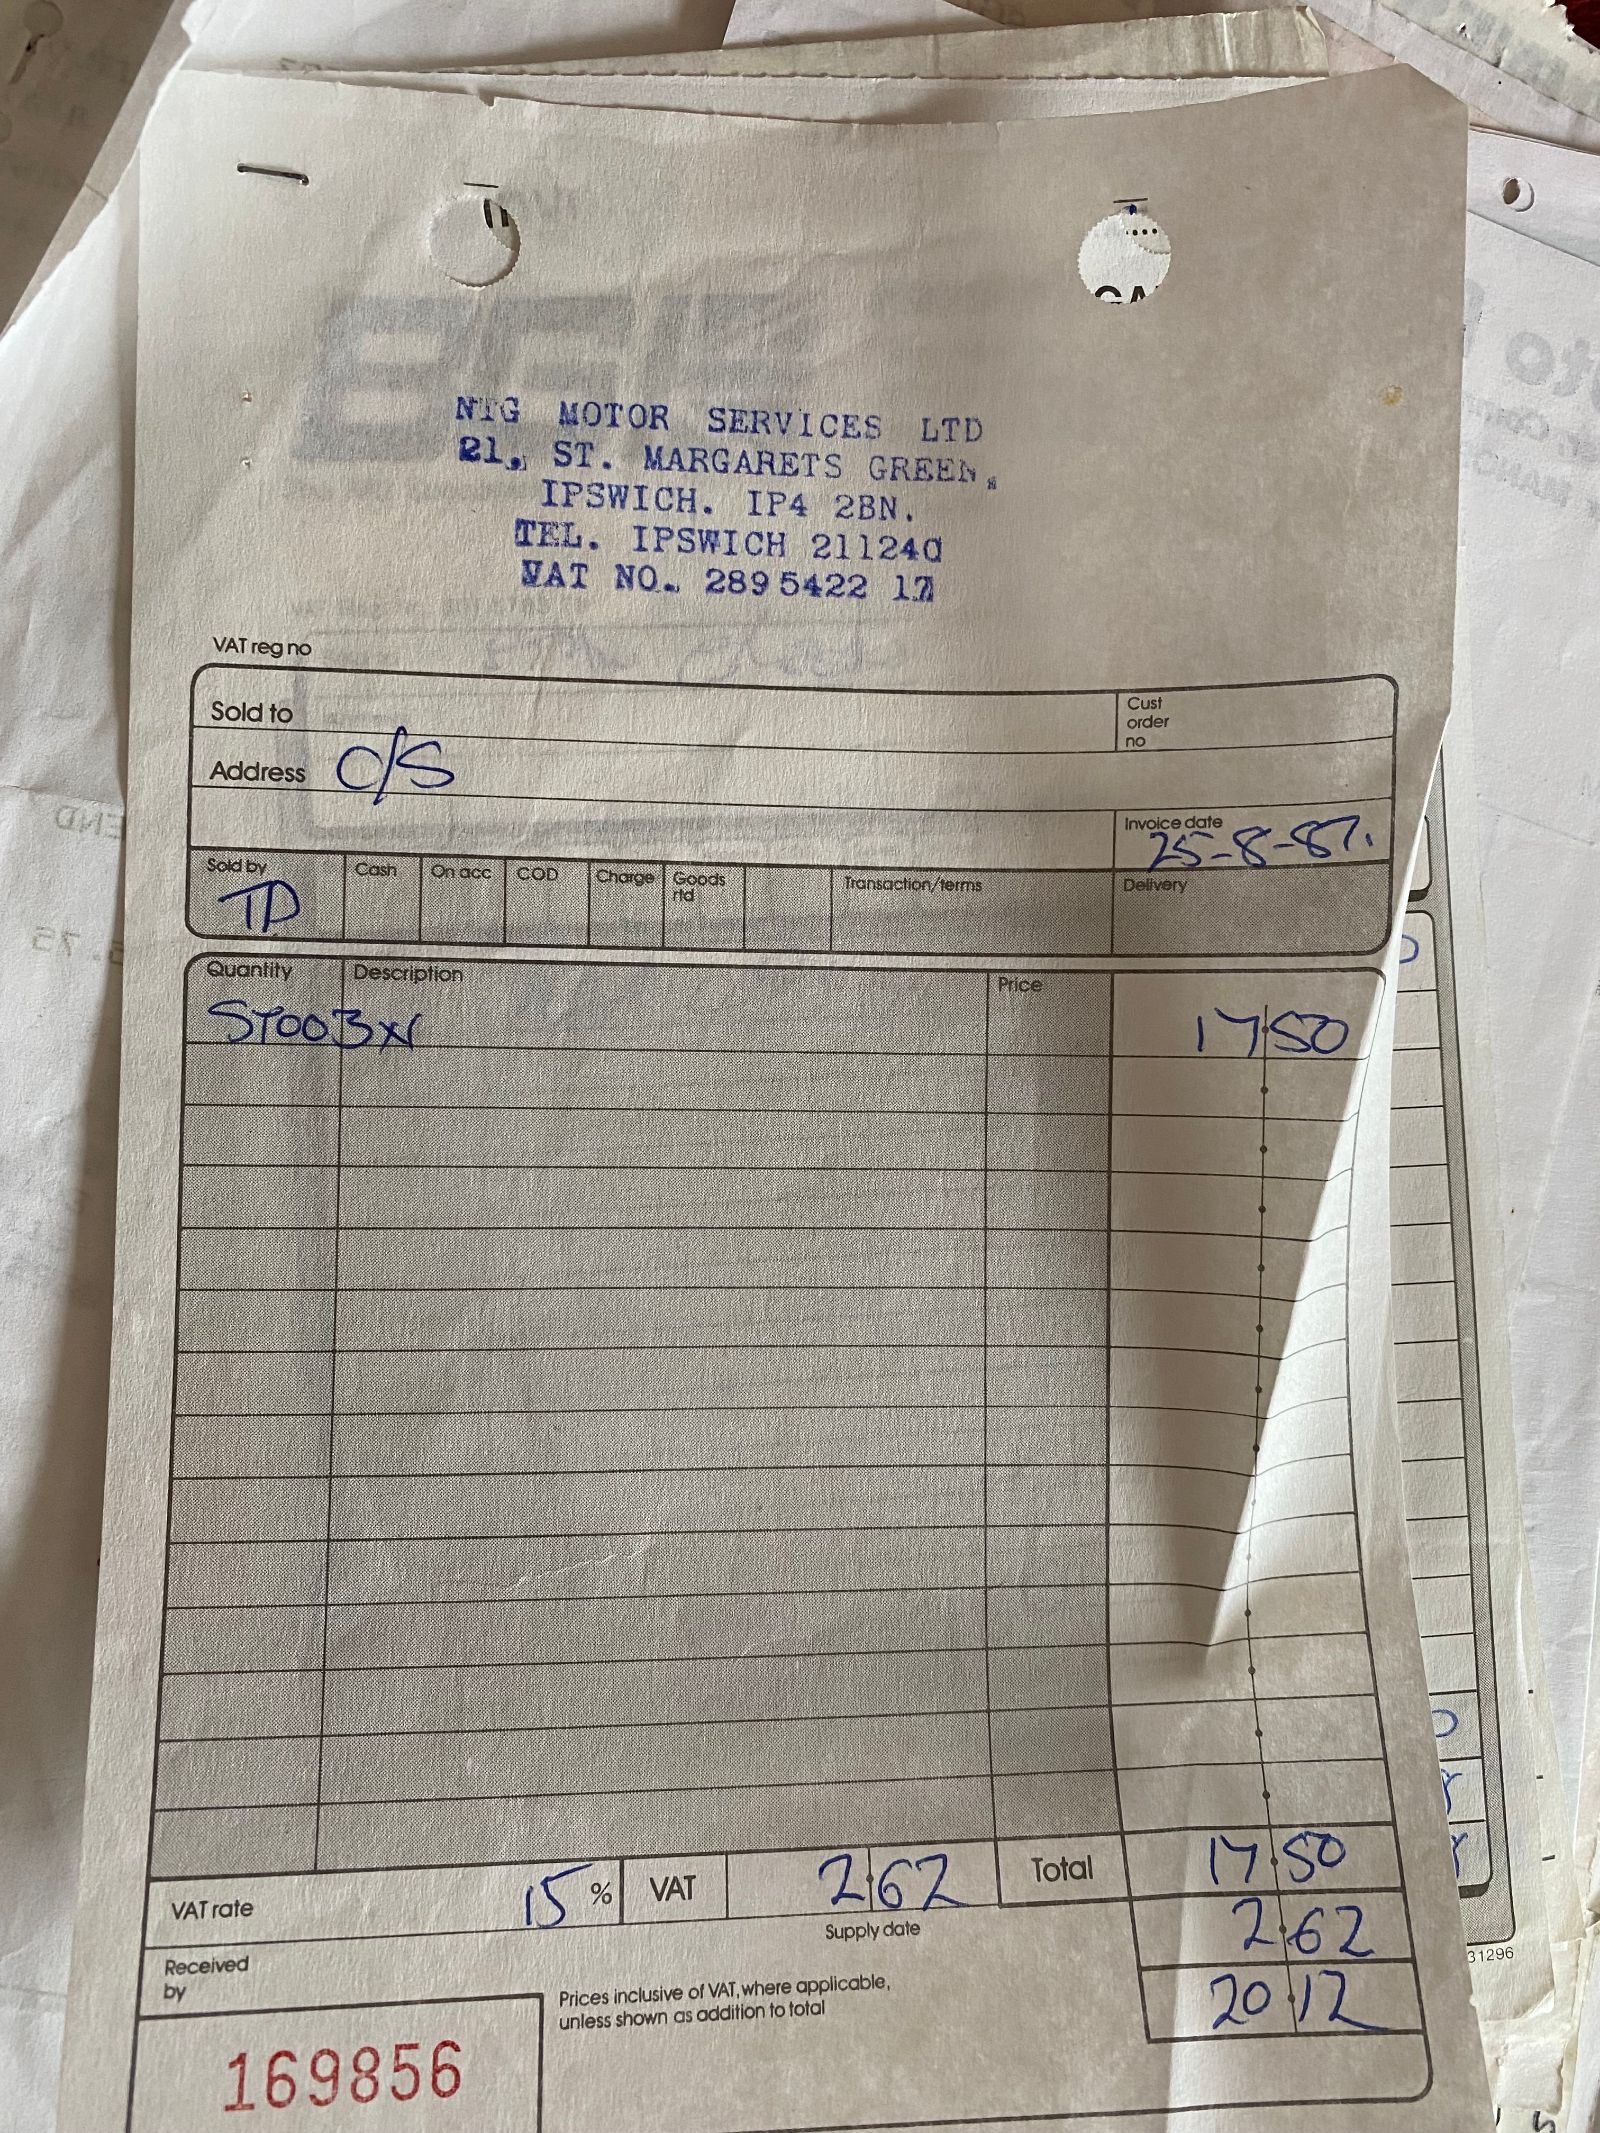 NTG MOTOR SERVICES LTD
21, ST. MARGARETS GREEN,
IPSWICH. IP4 2BN.
TEL. IPSWICH 211240
VAT NO. 289 5422 17
VAT reg no
Sold to
Cust order no
Address C/S
Invoice date
25-8-87.
Sold by Cash On acc COD Charge Goods rtd Transaction/terms Delivery
TD
Quantity Description Price
ST003XV 17 50
VAT rate 15 % VAT 2 62 Total 17 50
Supply date
2 62
Received by
Prices inclusive of VAT, where applicable,
unless shown as addition to total
20 12
169856
31296